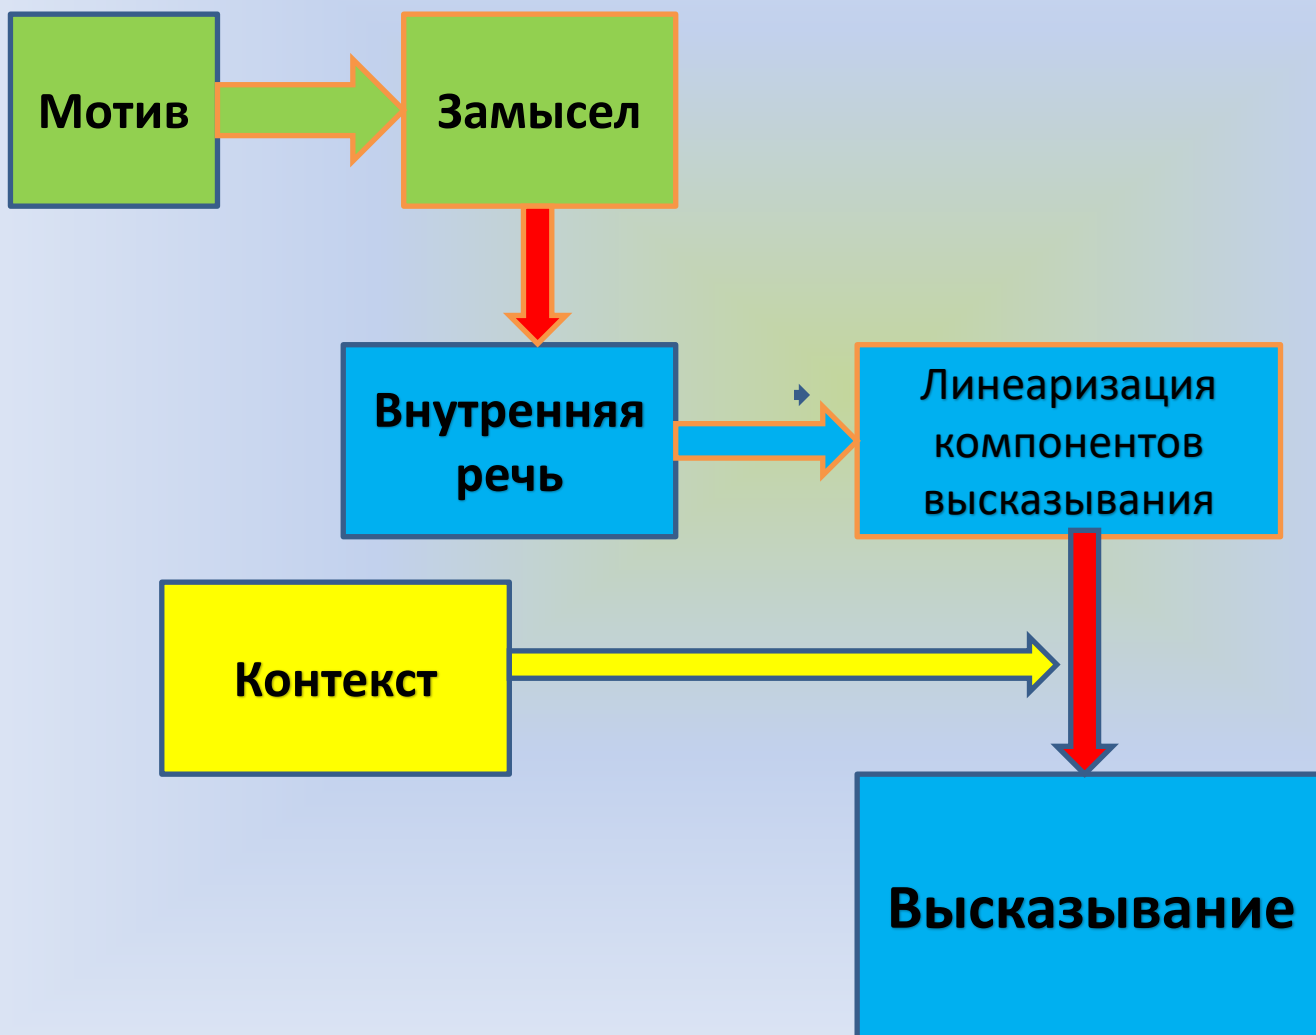 Мотив
Замысел
Внутренняя
речь
Линеаризация
компонентов
высказывания
Контекст
Высказывание